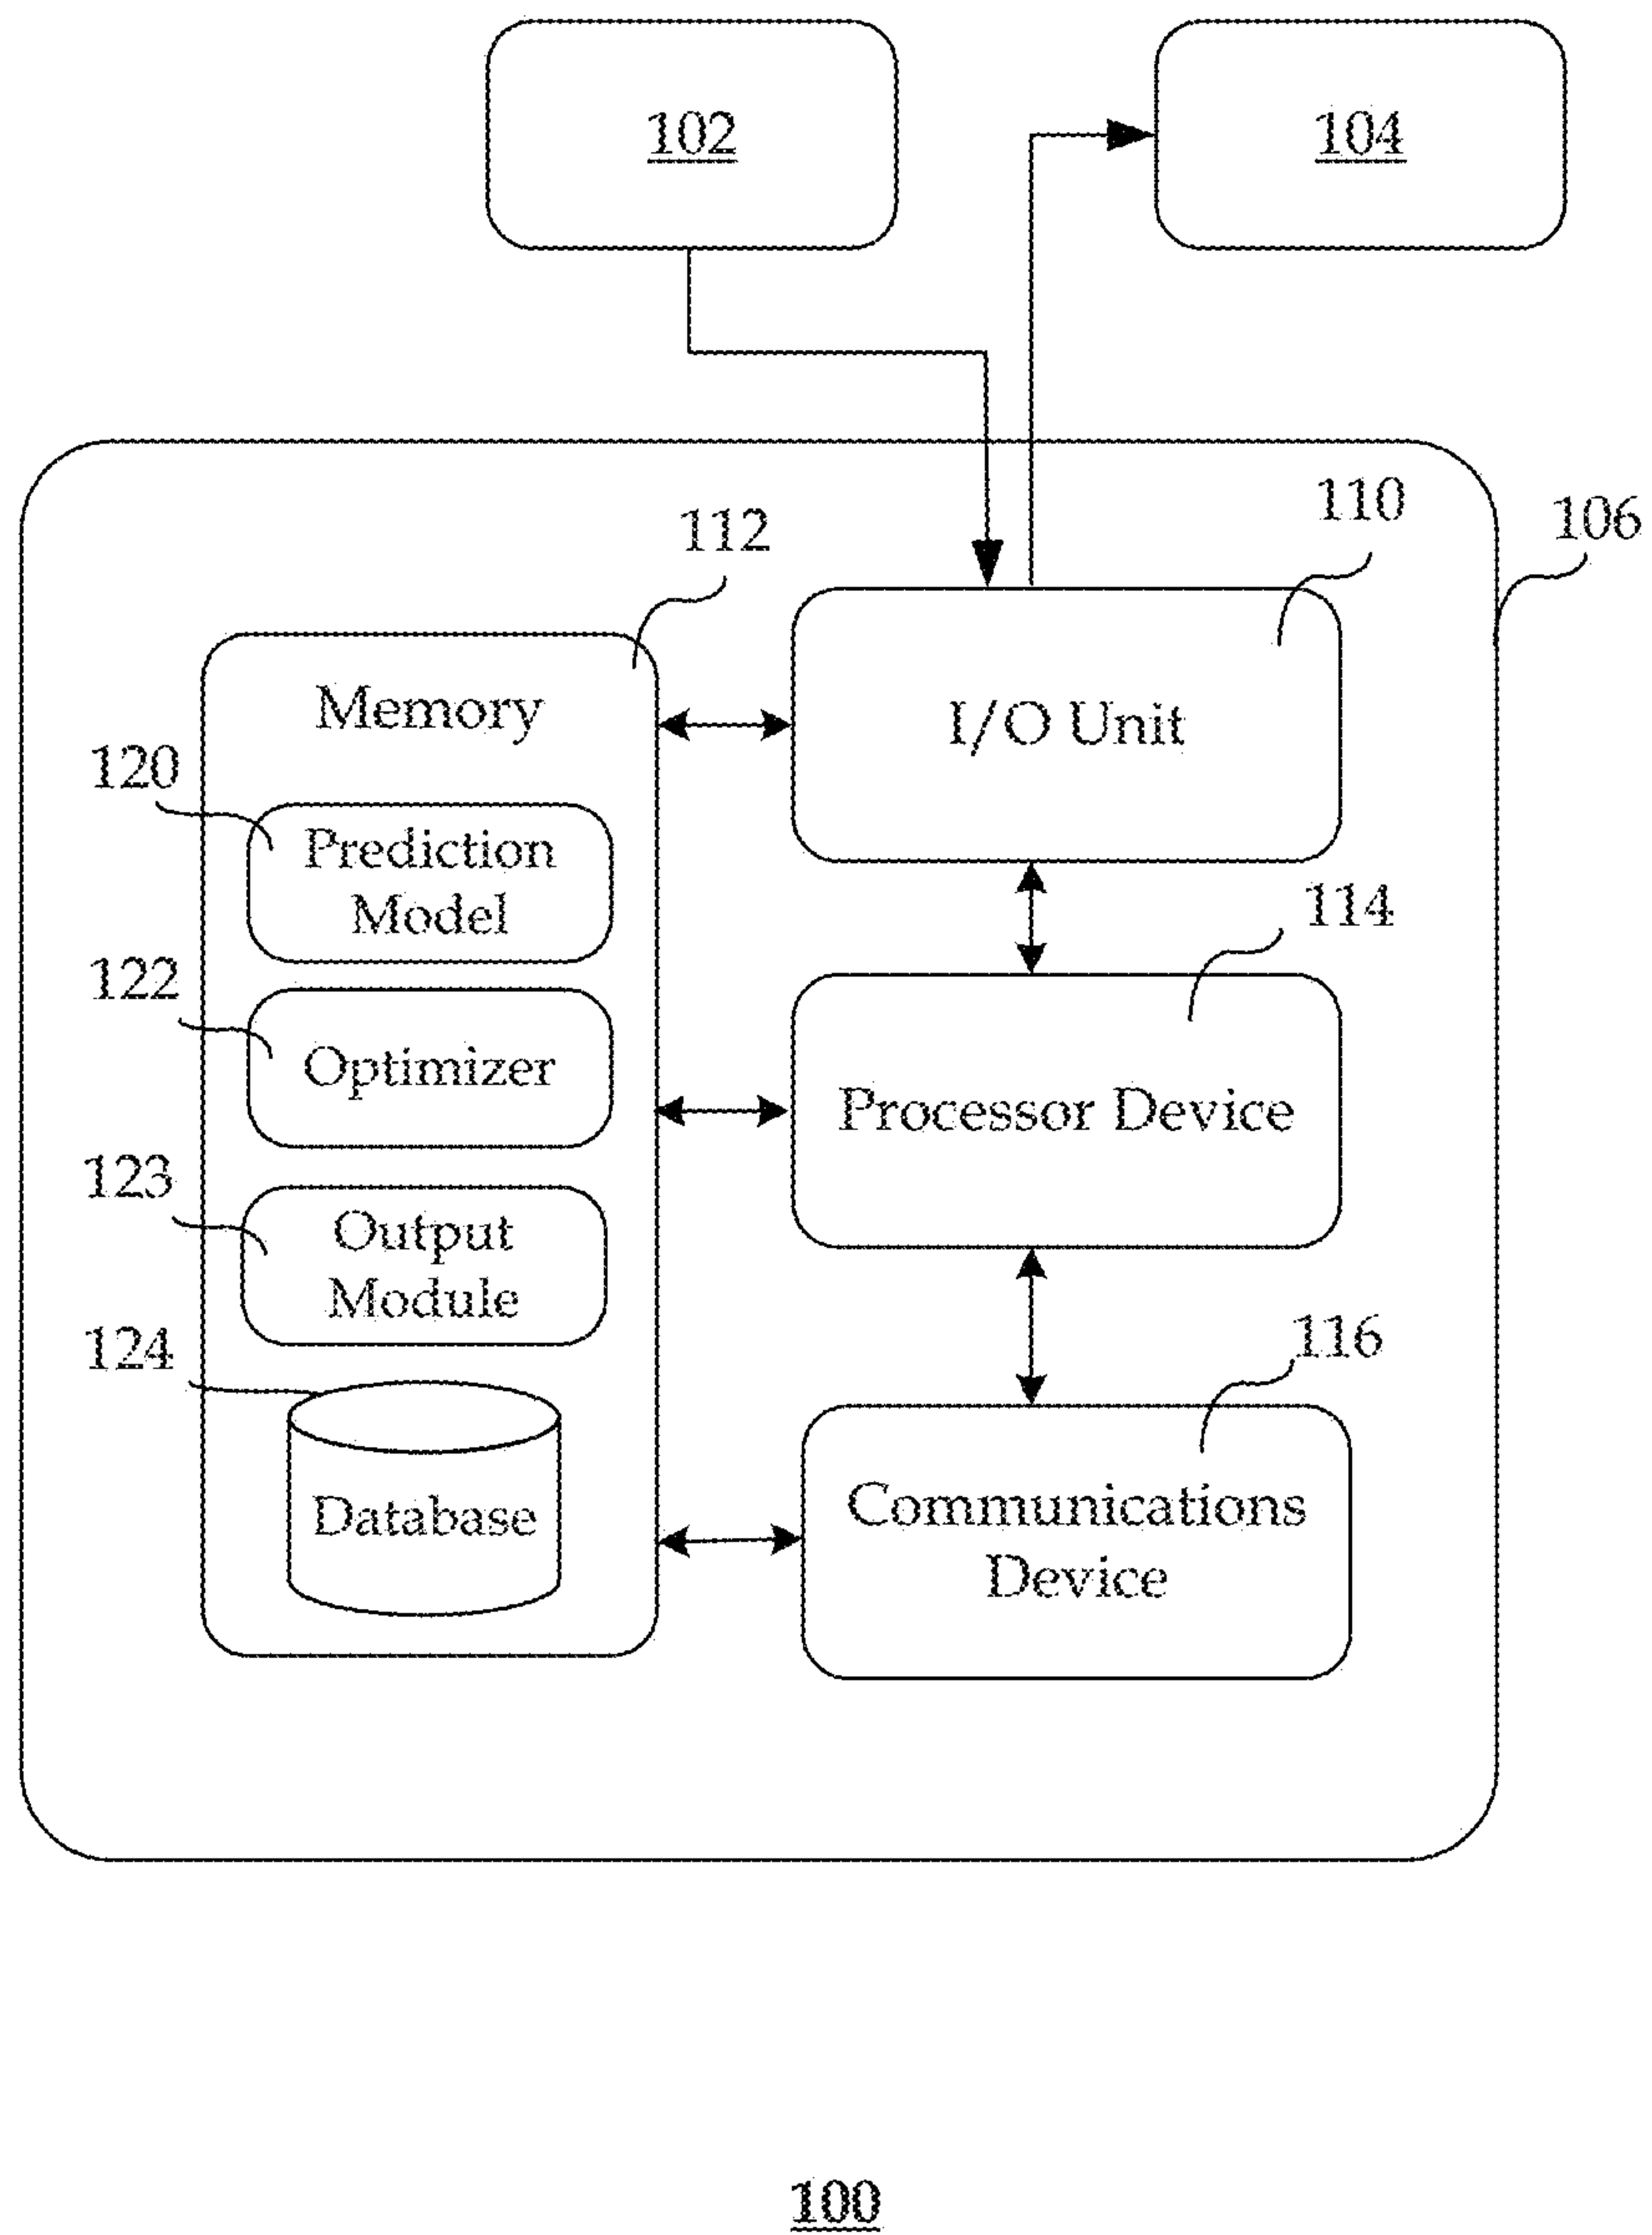 102
104
110
106
112
Memory
I/O Unit
120
Prediction
Model
114
122
Optimizer
Processor Device
123
Output
Module
116
124
Database
Communications
Device
100